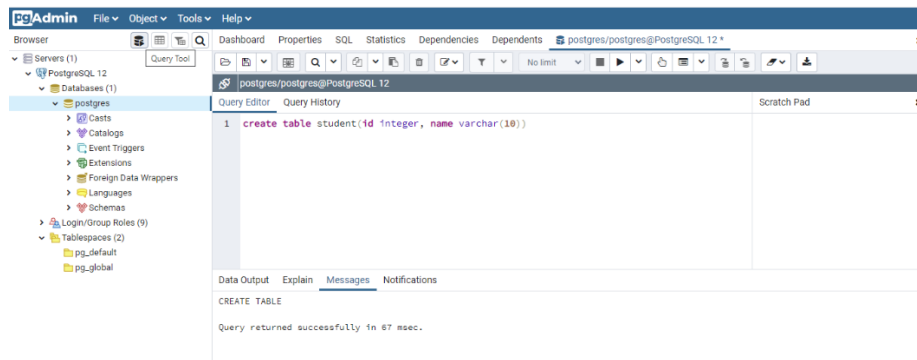 pgAdmin File Object Tools Help
Browser
Query Tool
Dashboard Properties SQL Statistics Dependencies Dependents postgres/postgres@PostgreSQL 12 *
Servers (1)
PostgreSQL 12
Databases (1)
postgres
Casts
Catalogs
Event Triggers
Extensions
Foreign Data Wrappers
Languages
Schemas
Login/Group Roles (9)
Tablespaces (2)
pg_default
pg_global
No limit
postgres/postgres@PostgreSQL 12
Query Editor Query History
Scratch Pad
1 create table student(id integer, name varchar(10))
Data Output Explain Messages Notifications
CREATE TABLE
Query returned successfully in 67 msec.